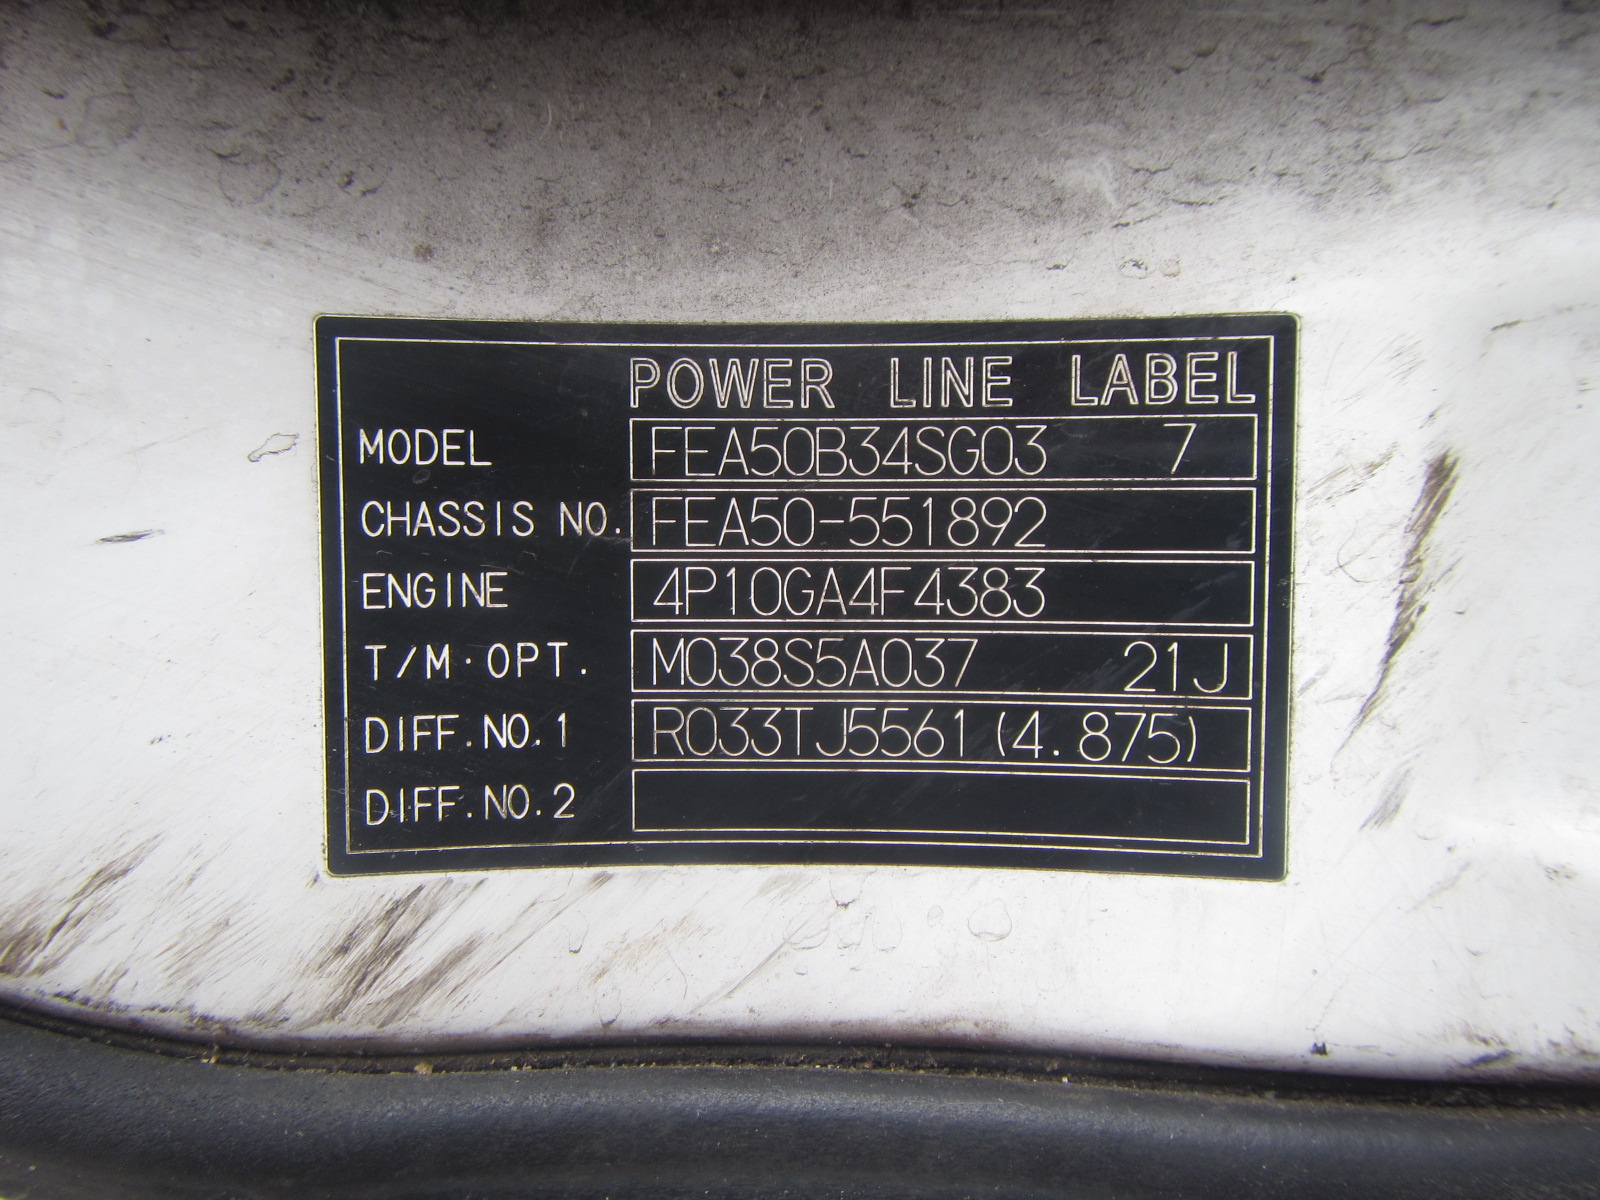 POWER LINE LABEL
MODEL FEA50B34SG03 7
CHASSIS NO. FEA50-551892
ENGINE 4P10GA4F4383
T/M·OPT. M038S5A037 21J
DIFF.NO.1 R033TJ5561(4.875)
DIFF.NO.2